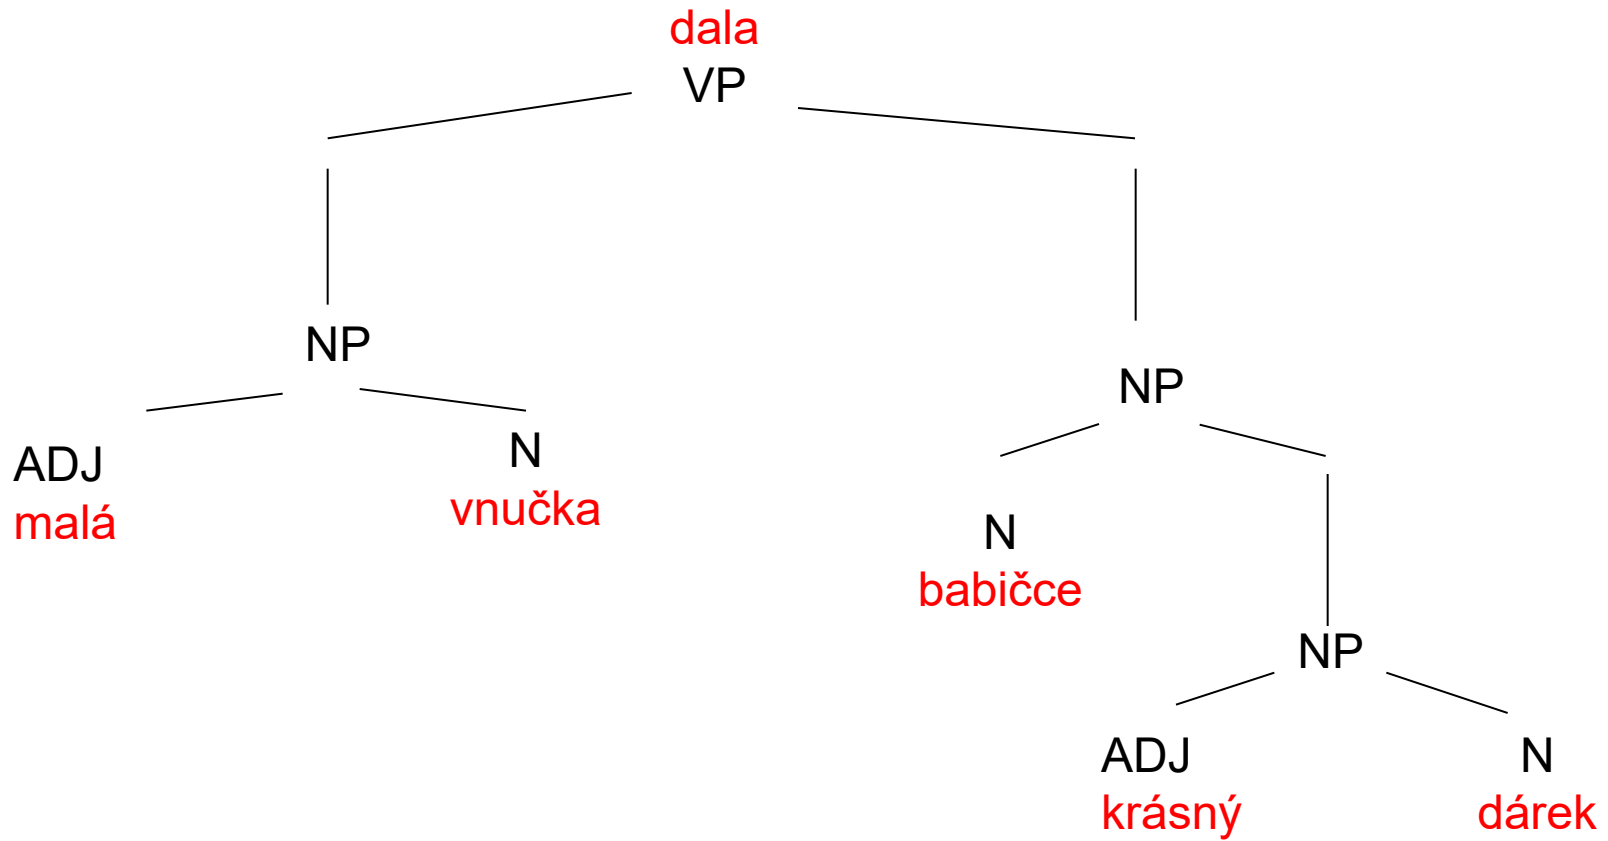 dala
VP
NP
NP
ADJ
malá
N
vnučka
N
babičce
NP
ADJ
krásný
N
dárek